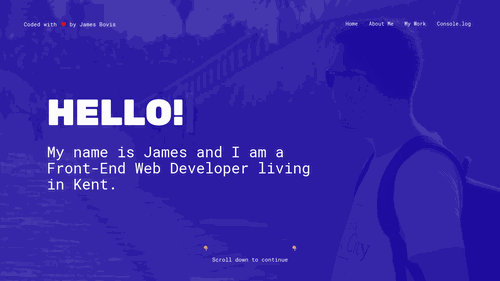 Coded with ❤ by James Bovis
Home About Me My Work Console.log
HELLO!
My name is James and I am a
Front-End Web Developer living
in Kent.
👇 👇
Scroll down to continue